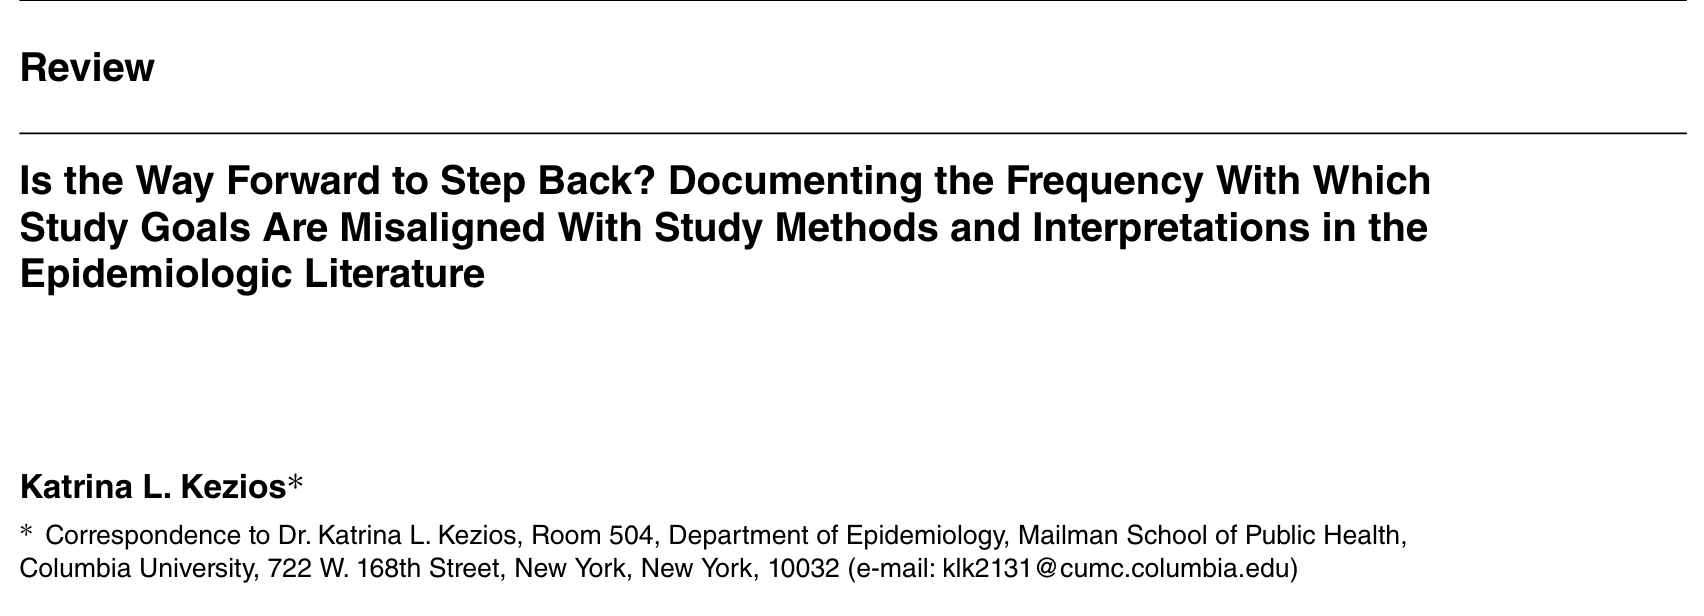 Review
Is the Way Forward to Step Back? Documenting the Frequency With Which
Study Goals Are Misaligned With Study Methods and Interpretations in the
Epidemiologic Literature
Katrina L. Kezios*
* Correspondence to Dr. Katrina L. Kezios, Room 504, Department of Epidemiology, Mailman School of Public Health,
Columbia University, 722 W. 168th Street, New York, New York, 10032 (e-mail: klk2131@cumc.columbia.edu)